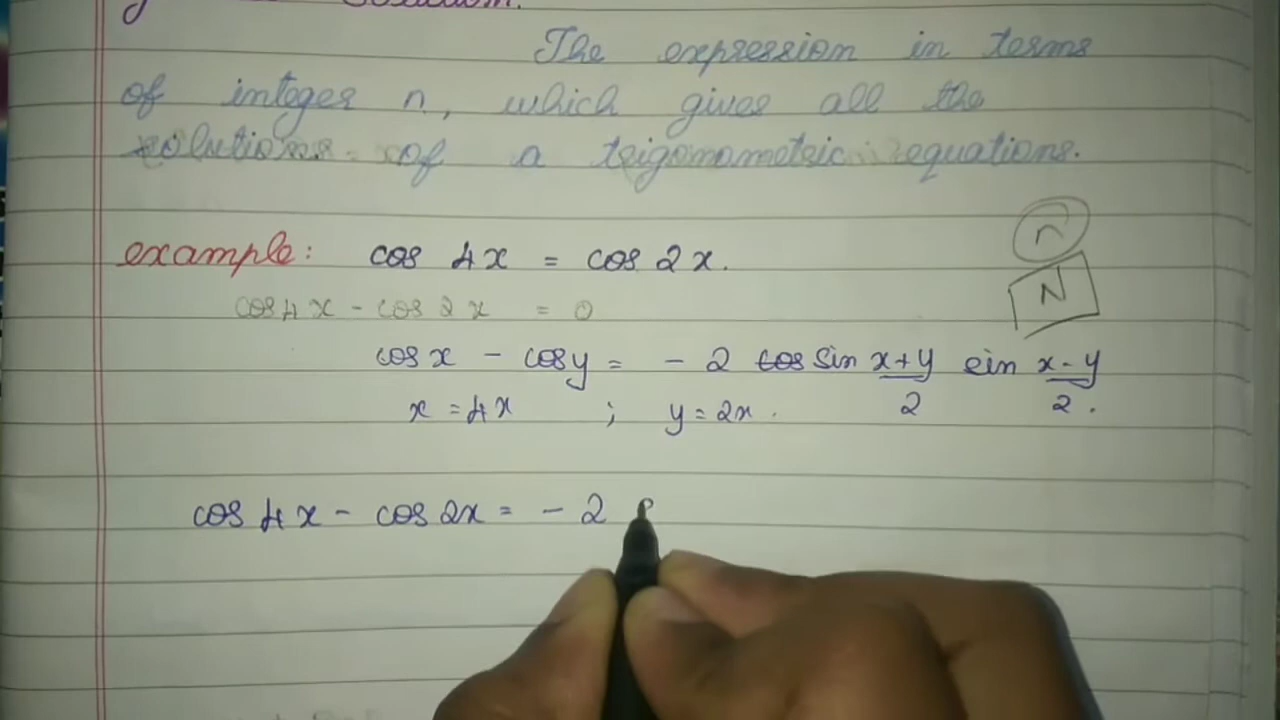 Solution.
The expression in terms
of integer n, which gives all the
solutions of a trigonometric equations.
n
example: cos 4x = cos 2x.
N
cos 4x - cos 2x = 0
cos x - cos y = - 2 cos sin x+y/2 sin x-y/2.
x = 4x ; y = 2x.
cos 4x - cos 2x = - 2